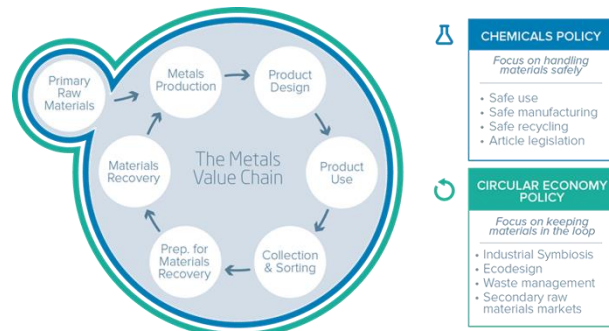 Primary
Raw
Materials
Metals
Production
Product
Design
Product
Use
Collection
& Sorting
Prep. for
Materials
Recovery
Materials
Recovery
The Metals
Value Chain
CHEMICALS POLICY
Focus on handling
materials safely
• Safe use
• Safe manufacturing
• Safe recycling
• Article legislation
CIRCULAR ECONOMY
POLICY
Focus on keeping
materials in the loop
• Industrial Symbiosis
• Ecodesign
• Waste management
• Secondary raw
materials markets